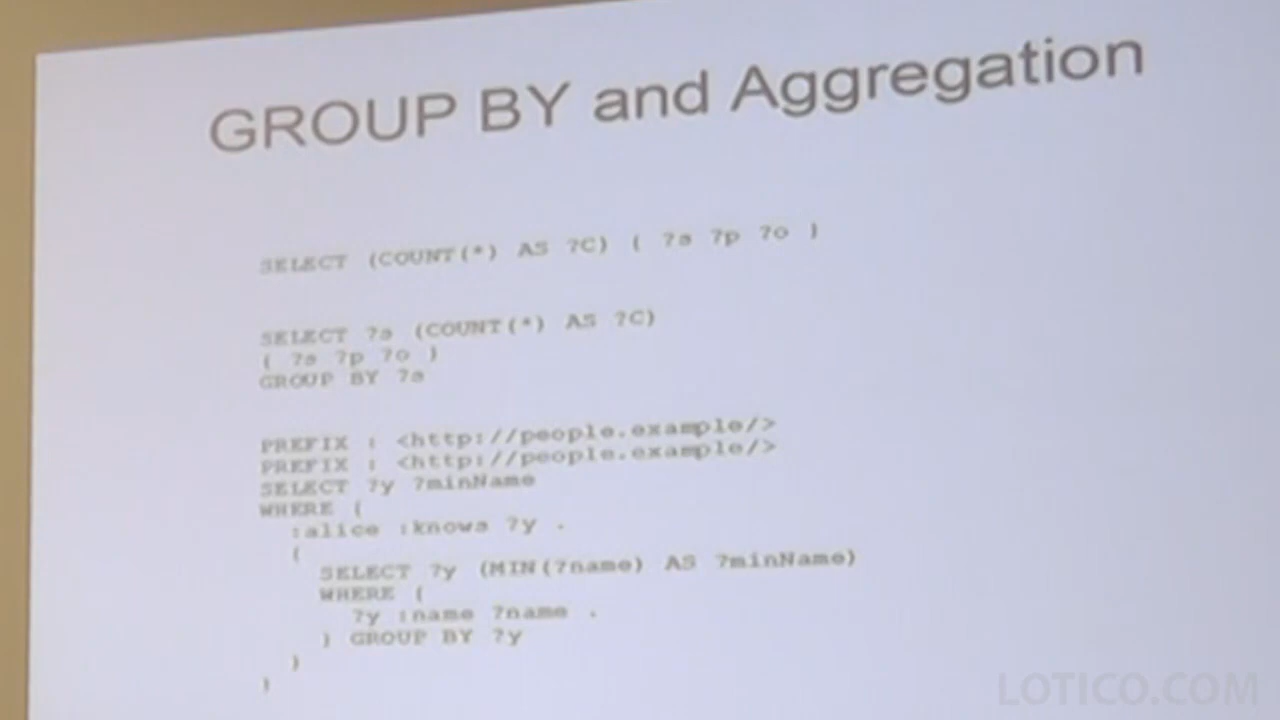 GROUP BY and Aggregation
SELECT (COUNT(*) AS ?C) { ?s ?p ?o }
SELECT ?s (COUNT(*) AS ?C)
{ ?s ?p ?o }
GROUP BY ?s
PREFIX : <http://people.example/>
PREFIX : <http://people.example/>
SELECT ?y ?minName
WHERE {
:alice :knows ?y .
{
SELECT ?y (MIN(?name) AS ?minName)
WHERE {
?y :name ?name .
} GROUP BY ?y
}
}
LOTICO.COM